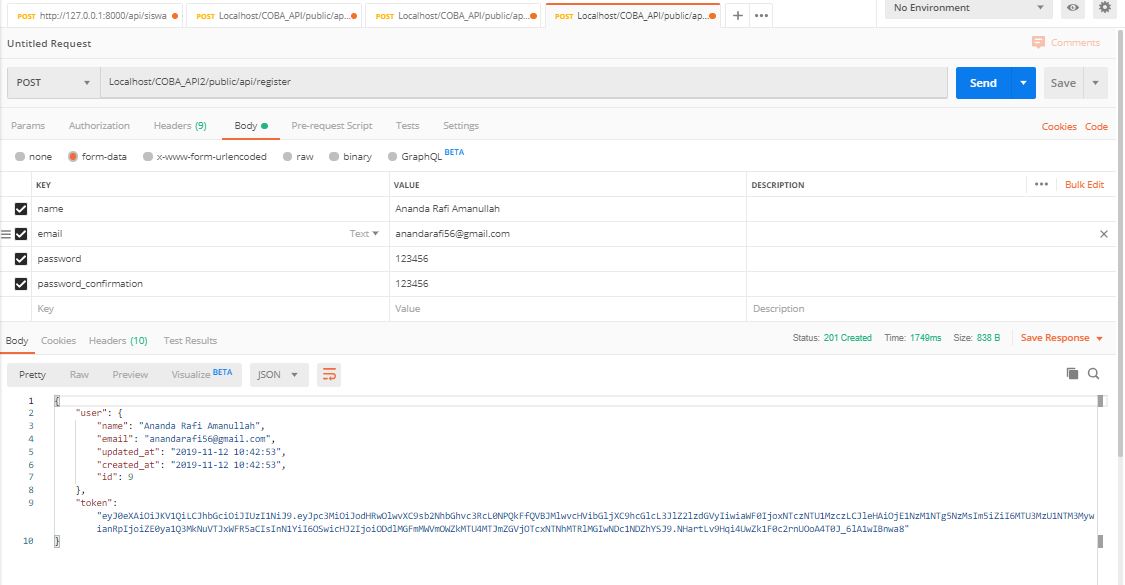 POST http://127.0.0.1:8000/api/siswa POST Localhost/COBA_API/public/ap... POST Localhost/COBA_API/public/ap... POST Localhost/COBA_API/public/ap... + ••• No Environment
Untitled Request Comments
POST Localhost/COBA_API2/public/api/register Send Save
Params Authorization Headers (9) Body Pre-request Script Tests Settings Cookies Code
none form-data x-www-form-urlencoded raw binary GraphQL BETA
KEY VALUE DESCRIPTION ••• Bulk Edit
name Ananda Rafi Amanullah
email Text anandarafi56@gmail.com
password 123456
password_confirmation 123456
Key Value Description
Body Cookies Headers (10) Test Results Status: 201 Created Time: 1749ms Size: 838 B Save Response
Pretty Raw Preview Visualize BETA JSON
1 {
2 "user": {
3 "name": "Ananda Rafi Amanullah",
4 "email": "anandarafi56@gmail.com",
5 "updated_at": "2019-11-12 10:42:53",
6 "created_at": "2019-11-12 10:42:53",
7 "id": 9
8 },
9 "token":
10 }